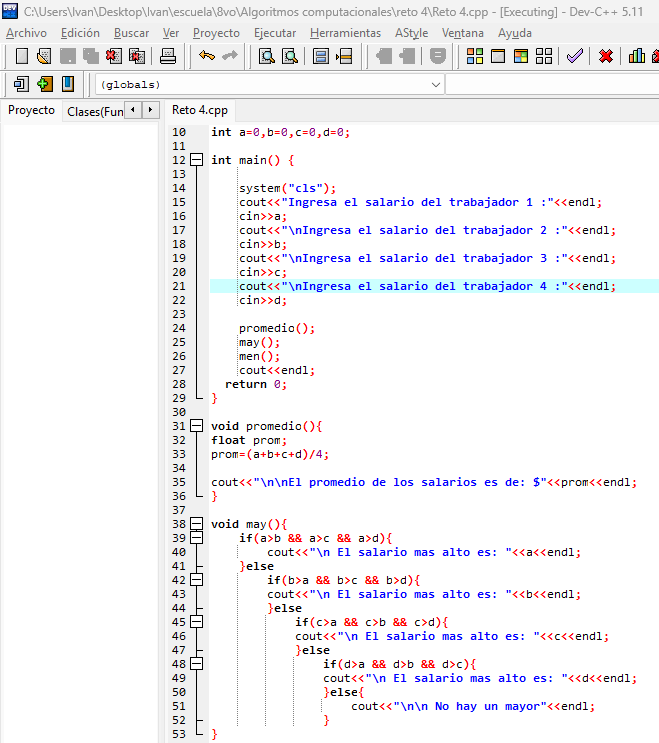 C:\Users\Ivan\Desktop\Ivan\escuela\8vo\Algoritmos computacionales\reto 4\Reto 4.cpp - [Executing] - Dev-C++ 5.11
Archivo Edición Buscar Ver Proyecto Ejecutar Herramientas AStyle Ventana Ayuda
(globals)
Proyecto Clases(Fun Reto 4.cpp
10 int a=0,b=0,c=0,d=0;
11
12 int main() {
13
14 system("cls");
15 cout<<"Ingresa el salario del trabajador 1 :"<<endl;
16 cin>>a;
17 cout<<"\nIngresa el salario del trabajador 2 :"<<endl;
18 cin>>b;
19 cout<<"\nIngresa el salario del trabajador 3 :"<<endl;
20 cin>>c;
21 cout<<"\nIngresa el salario del trabajador 4 :"<<endl;
22 cin>>d;
23
24 promedio();
25 may();
26 men();
27 cout<<endl;
28 return 0;
29 }
30
31 void promedio(){
32 float prom;
33 prom=(a+b+c+d)/4;
34
35 cout<<"\n\nEl promedio de los salarios es de: $"<<prom<<endl;
36 }
37
38 void may(){
39 if(a>b && a>c && a>d){
40 cout<<"\n El salario mas alto es: "<<a<<endl;
41 }else
42 if(b>a && b>c && b>d){
43 cout<<"\n El salario mas alto es: "<<b<<endl;
44 }else
45 if(c>a && c>b && c>d){
46 cout<<"\n El salario mas alto es: "<<c<<endl;
47 }else
48 if(d>a && d>b && d>c){
49 cout<<"\n El salario mas alto es: "<<d<<endl;
50 }else{
51 cout<<"\n\n No hay un mayor"<<endl;
52 }
53 }